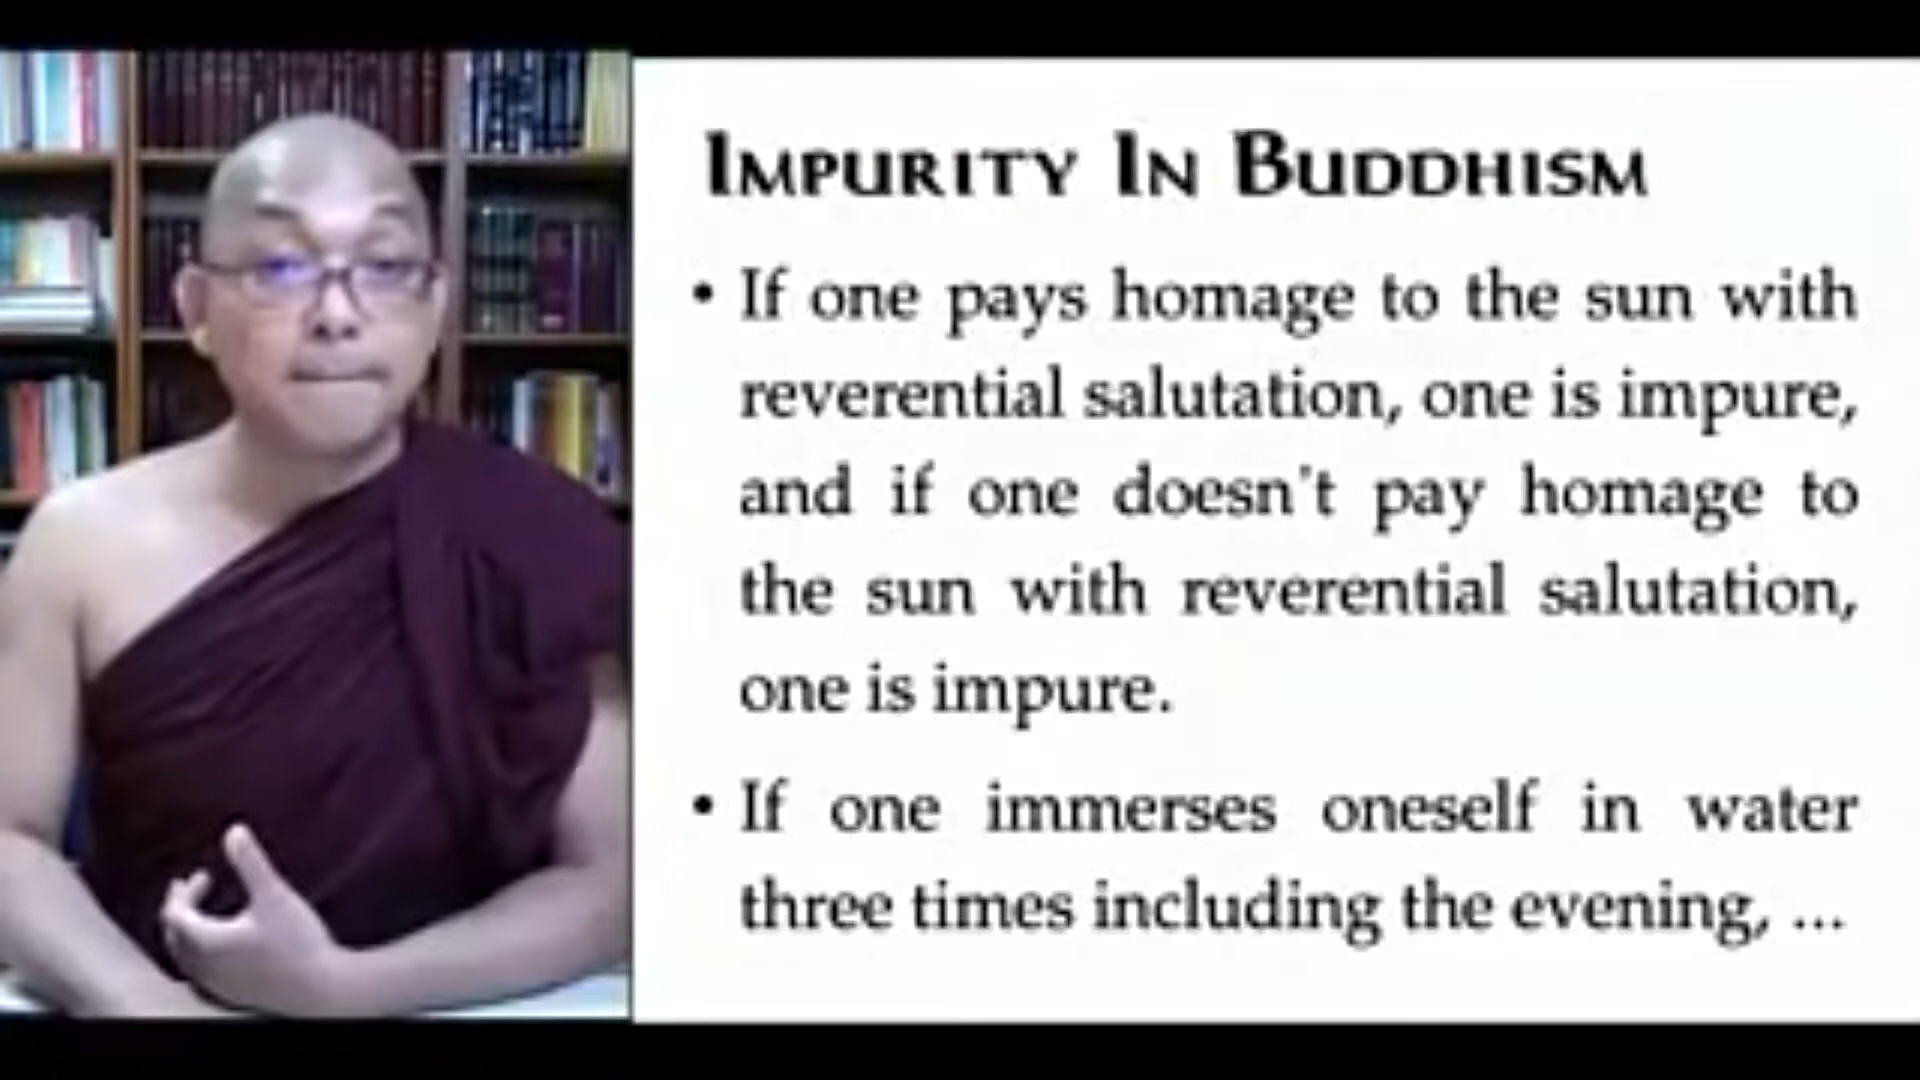 IMPURITY IN BUDDHISM
• If one pays homage to the sun with
reverential salutation, one is impure,
and if one doesn't pay homage to
the sun with reverential salutation,
one is impure.
• If one immerses oneself in water
three times including the evening, ...